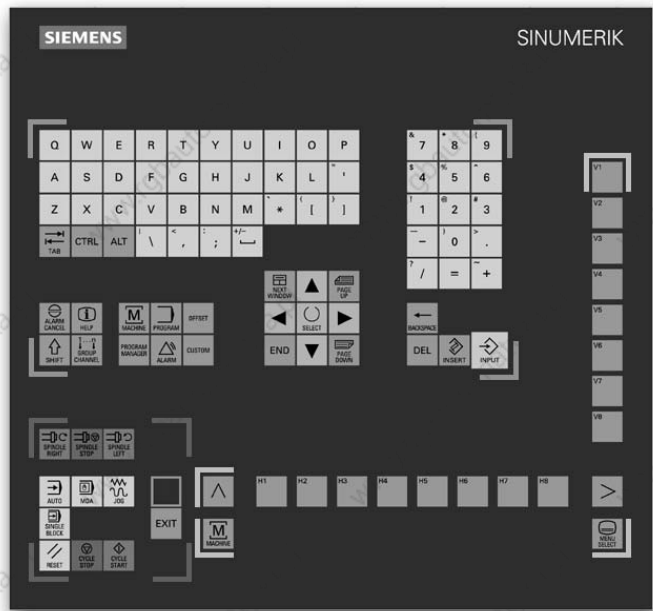 SIEMENS SINUMERIK
Q W E R T Y U I O P & 7 * 8 ( 9
A S D F G H J K L " ' $ 4 % 5 ^ 6 V1
Z X C V B N M ` * { [ } ] ! 1 @ 2 # 3 V2
TAB CTRL ALT | \ < , : ; +/- _ - ) 0 > . V3
? / = ~ + V4
NEXT WINDOW PAGE UP
ALARM CANCEL HELP M MACHINE PROGRAM OFFSET SELECT BACKSPACE V5
SHIFT 1...n GROUP CHANNEL PROGRAM MANAGER ALARM CUSTOM END PAGE DOWN DEL INSERT INPUT V6
V7
V8
SPINDLE RIGHT SPINDLE STOP SPINDLE LEFT
AUTO MDA JOG H1 H2 H3 H4 H5 H6 H7 H8 >
SINGLE BLOCK EXIT M MACHINE MENU SELECT
RESET CYCLE STOP CYCLE START